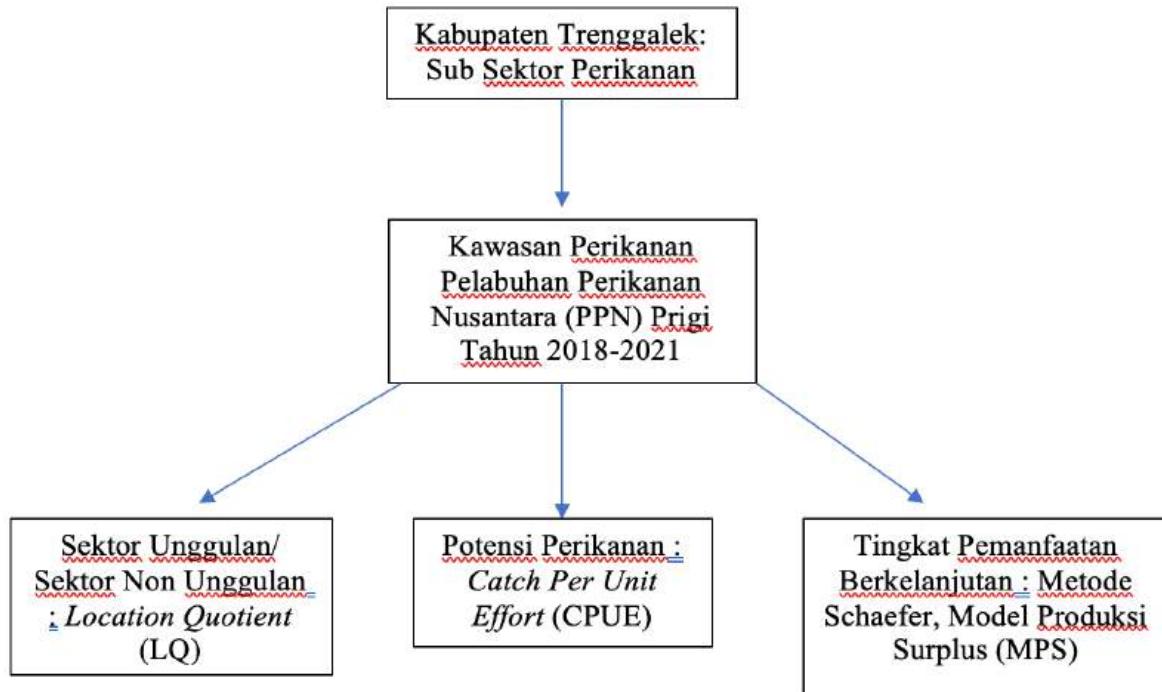 Kabupaten Trenggalek:
Sub Sektor Perikanan
Kawasan Perikanan
Pelabuhan Perikanan
Nusantara (PPN) Prigi
Tahun 2018-2021
Sektor Unggulan/
Sektor Non Unggulan
: Location Quotient
(LQ)
Potensi Perikanan :
Catch Per Unit
Effort (CPUE)
Tingkat Pemanfaatan
Berkelanjutan : Metode
Schaefer, Model Produksi
Surplus (MPS)